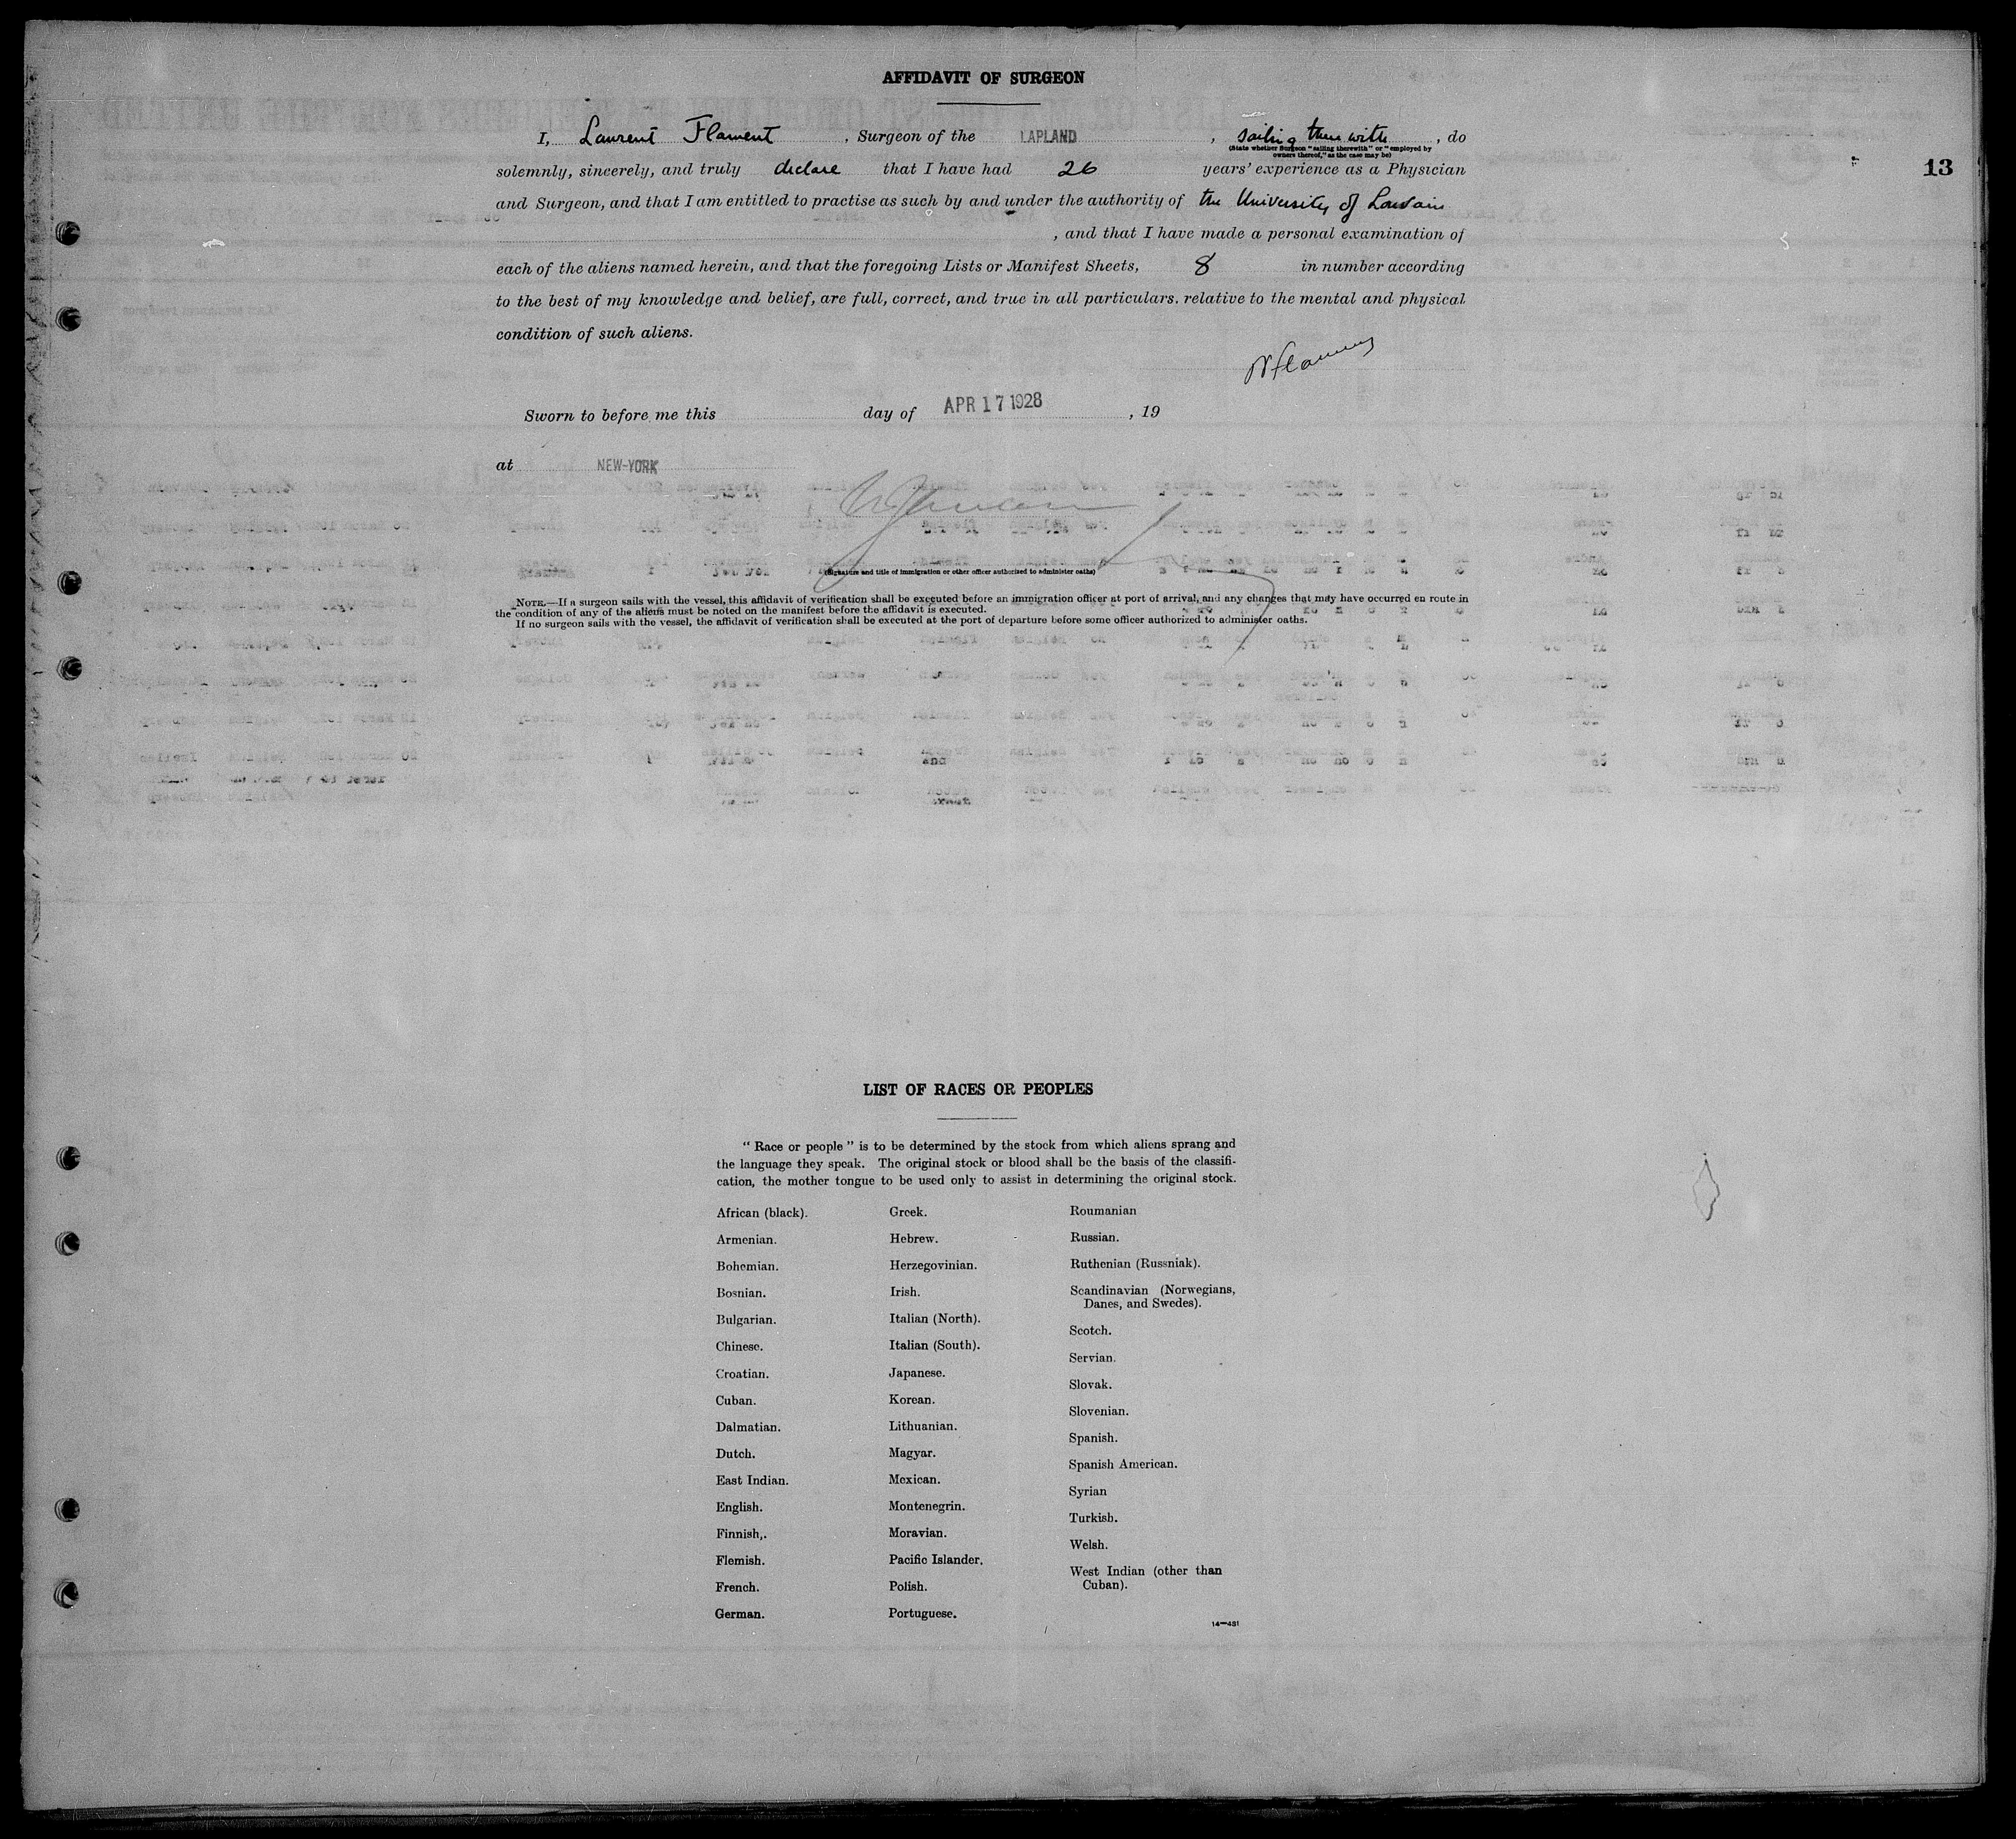 AFFIDAVIT OF SURGEON
I, Laurent Flament , Surgeon of the LAPLAND , sailing therewith , do
(State whether Surgeon "sailing therewith" or "employed by
owners thereof," as the case may be)
13
solemnly, sincerely, and truly declare that I have had 26 years' experience as a Physician
and Surgeon, and that I am entitled to practise as such by and under the authority of the University of Louvain
, and that I have made a personal examination of
each of the aliens named herein, and that the foregoing Lists or Manifest Sheets, 8 in number according
to the best of my knowledge and belief, are full, correct, and true in all particulars. relative to the mental and physical
condition of such aliens.
Sworn to before me this day of APR 17 1928 , 19
at NEW-YORK
(Signature and title of immigration or other officer authorized to administer oaths)
NOTE.—If a surgeon sails with the vessel, this affidavit of verification shall be executed before an immigration officer at port of arrival, and any changes that may have occurred en route in
the condition of any of the aliens must be noted on the manifest before the affidavit is executed.
If no surgeon sails with the vessel, the affidavit of verification shall be executed at the port of departure before some officer authorized to administer oaths.
LIST OF RACES OR PEOPLES
"Race or people" is to be determined by the stock from which aliens sprang and
the language they speak. The original stock or blood shall be the basis of the classifi-
cation, the mother tongue to be used only to assist in determining the original stock.
African (black).
Armenian.
Bohemian.
Bosnian.
Bulgarian.
Chinese.
Croatian.
Cuban.
Dalmatian.
Dutch.
East Indian.
English.
Finnish,.
Flemish.
French.
German.
Greek.
Hebrew.
Herzegovinian.
Irish.
Italian (North).
Italian (South).
Japanese.
Korean.
Lithuanian.
Magyar.
Mexican.
Montenegrin.
Moravian.
Pacific Islander.
Polish.
Portuguese.
Roumanian
Russian.
Ruthenian (Russniak).
Scandinavian (Norwegians,
Danes, and Swedes).
Scotch.
Servian.
Slovak.
Slovenian.
Spanish.
Spanish American.
Syrian
Turkish.
Welsh.
West Indian (other than
Cuban).
14—431